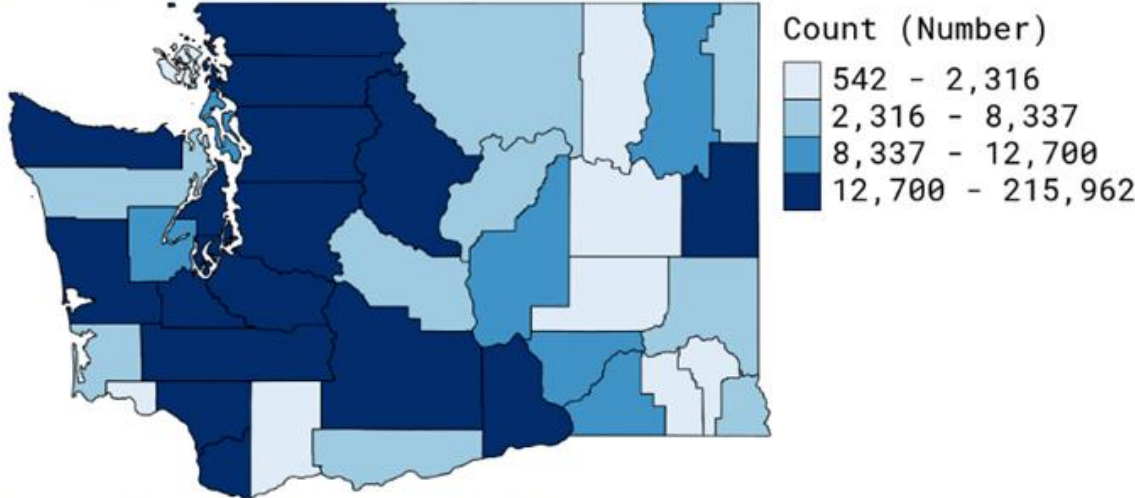 Count (Number)
542 - 2,316
2,316 - 8,337
8,337 - 12,700
12,700 - 215,962